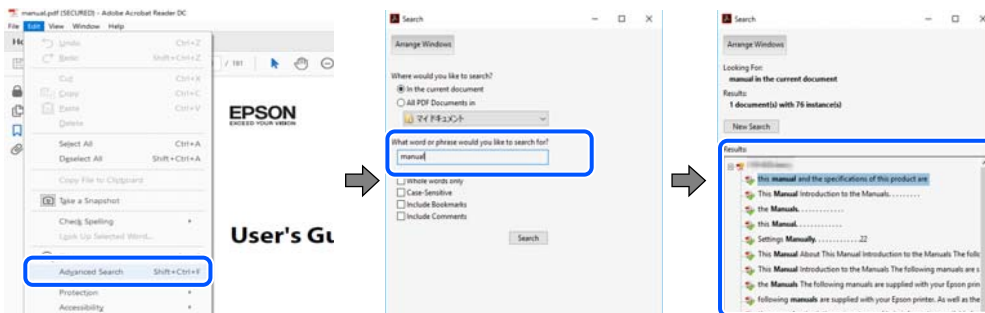 manual.pdf (SECURED) - Adobe Acrobat Reader DC
File Edit View Window Help
Undo Ctrl+Z
Redo Shift+Ctrl+Z
Cut Ctrl+X
Copy Ctrl+C
Paste Ctrl+V
Delete
Select All Ctrl+A
Deselect All Shift+Ctrl+A
Copy File to Clipboard
Take a Snapshot
Check Spelling
Look Up Selected Word...
Advanced Search Shift+Ctrl+F
Protection
Accessibility
/ 181
EPSON
EXCEED YOUR VISION
User's Gu
Search
Arrange Windows
Where would you like to search?
In the current document
All PDF Documents in
マイ ドキュメント
What word or phrase would you like to search for?
manual
Whole words only
Case-Sensitive
Include Bookmarks
Include Comments
Search
Search
Arrange Windows
Looking For:
manual in the current document
Results:
1 document(s) with 76 instance(s)
New Search
Results:
this manual and the specifications of this product are
This Manual Introduction to the Manuals. . . . . . . . .
the Manuals. . . . . . . . . . . . .
this Manual. . . . . . . . . . . . .
Settings Manually. . . . . . . . . . . . .22
This Manual About This Manual Introduction to the Manuals The follo
This Manual Introduction to the Manuals The following manuals are s
the Manuals The following manuals are supplied with your Epson prin
following manuals are supplied with your Epson printer. As well as the